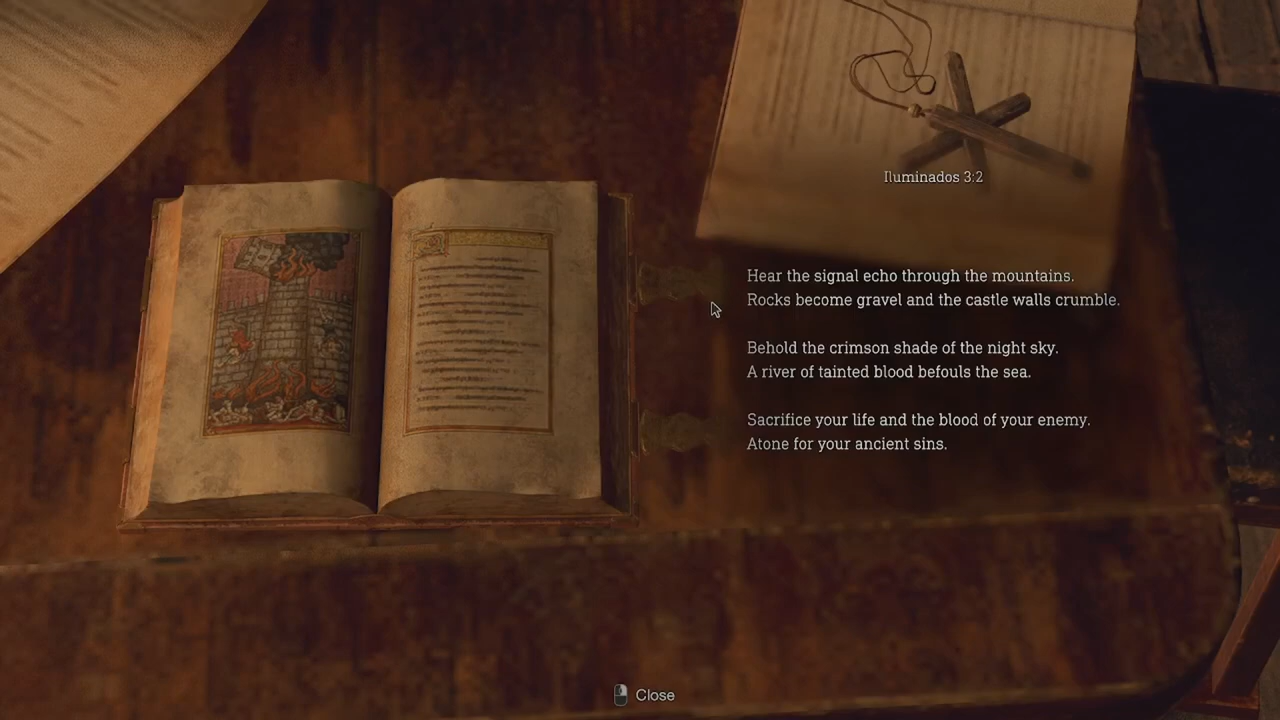 Iluminados 3:2
Hear the signal echo through the mountains.
Rocks become gravel and the castle walls crumble.
Behold the crimson shade of the night sky.
A river of tainted blood befouls the sea.
Sacrifice your life and the blood of your enemy.
Atone for your ancient sins.
Close